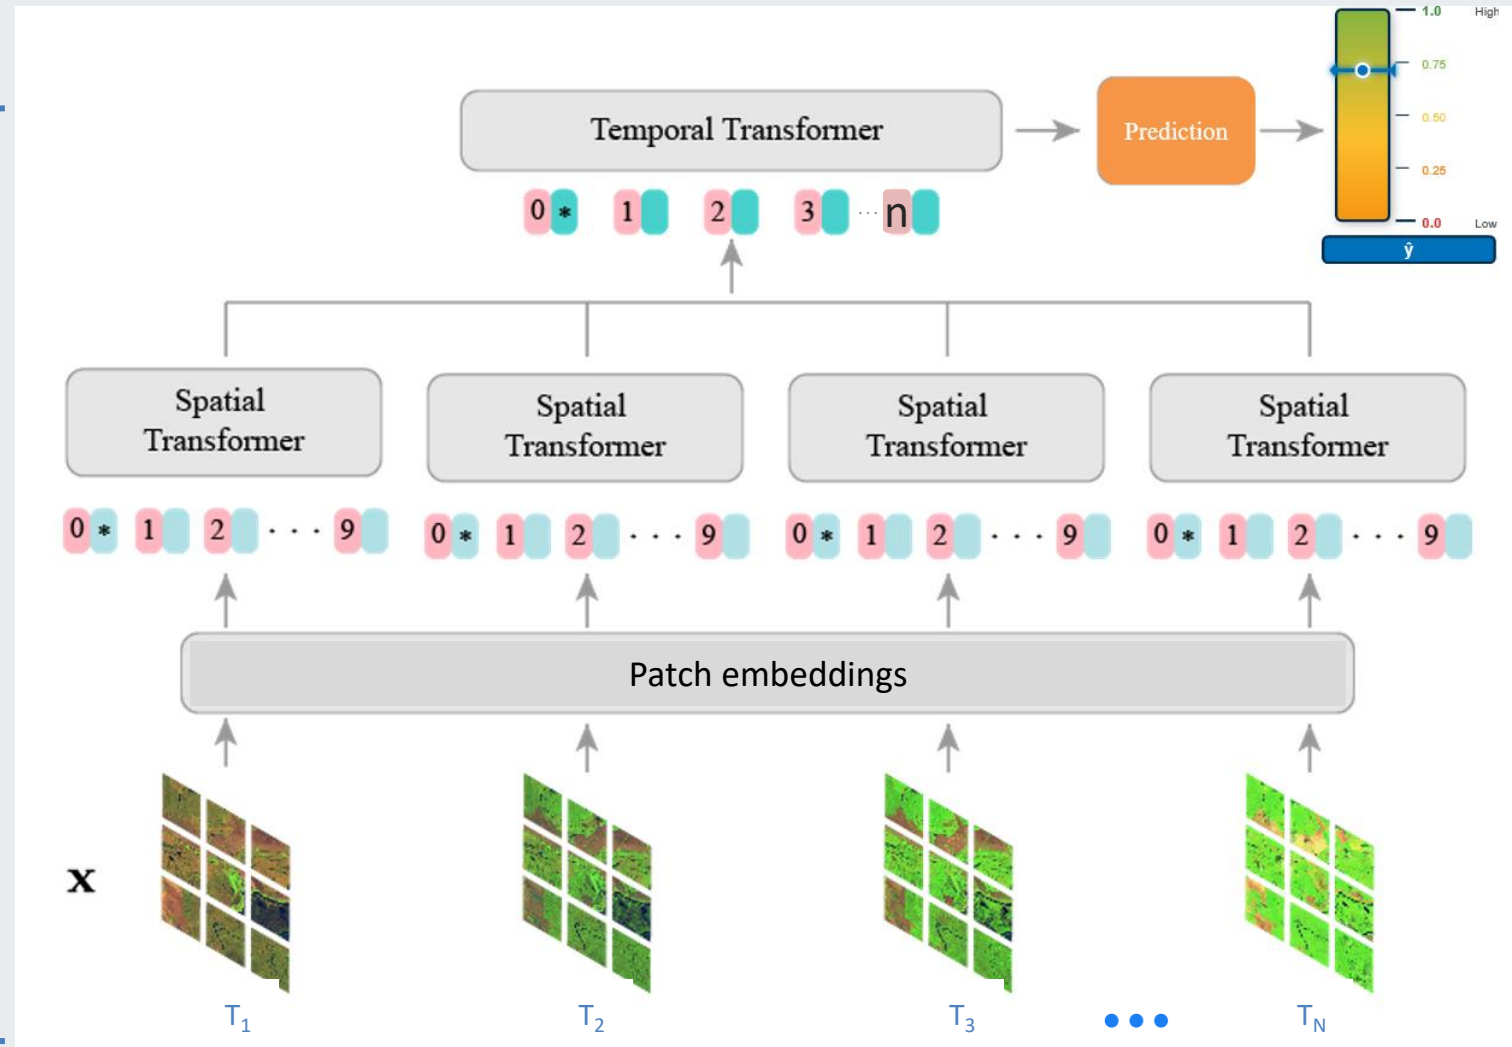 1.0 High
0.75
0.50
0.25
0.0 Low
ŷ
Temporal Transformer
Prediction
0 * 1 2 3 ... n
Spatial
Transformer
Spatial
Transformer
Spatial
Transformer
Spatial
Transformer
0 * 1 2 . . . 9
0 * 1 2 . . . 9
0 * 1 2 . . . 9
0 * 1 2 . . . 9
Patch embeddings
x
T₁
T₂
T₃
•••
T_N